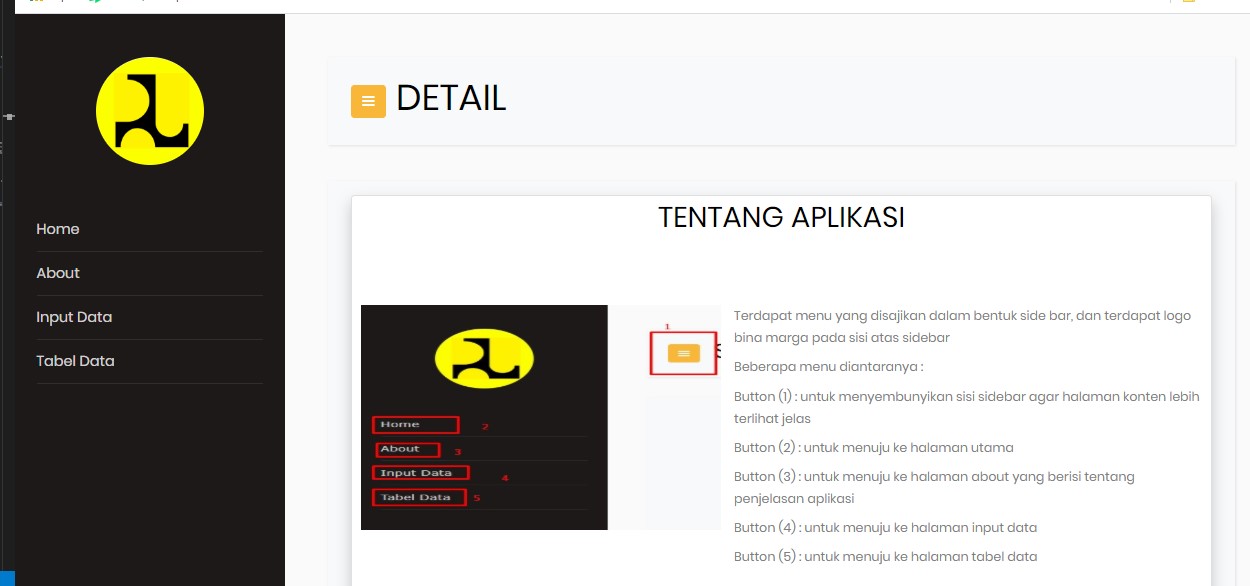 DETAIL
Home
About
Input Data
Tabel Data
TENTANG APLIKASI
1
Home
2
About
3
Input Data
4
Tabel Data
5
Terdapat menu yang disajikan dalam bentuk side bar, dan terdapat logo
bina marga pada sisi atas sidebar
Beberapa menu diantaranya :
Button (1) : untuk menyembunyikan sisi sidebar agar halaman konten lebih
terlihat jelas
Button (2) : untuk menuju ke halaman utama
Button (3) : untuk menuju ke halaman about yang berisi tentang
penjelasan aplikasi
Button (4) : untuk menuju ke halaman input data
Button (5) : untuk menuju ke halaman tabel data